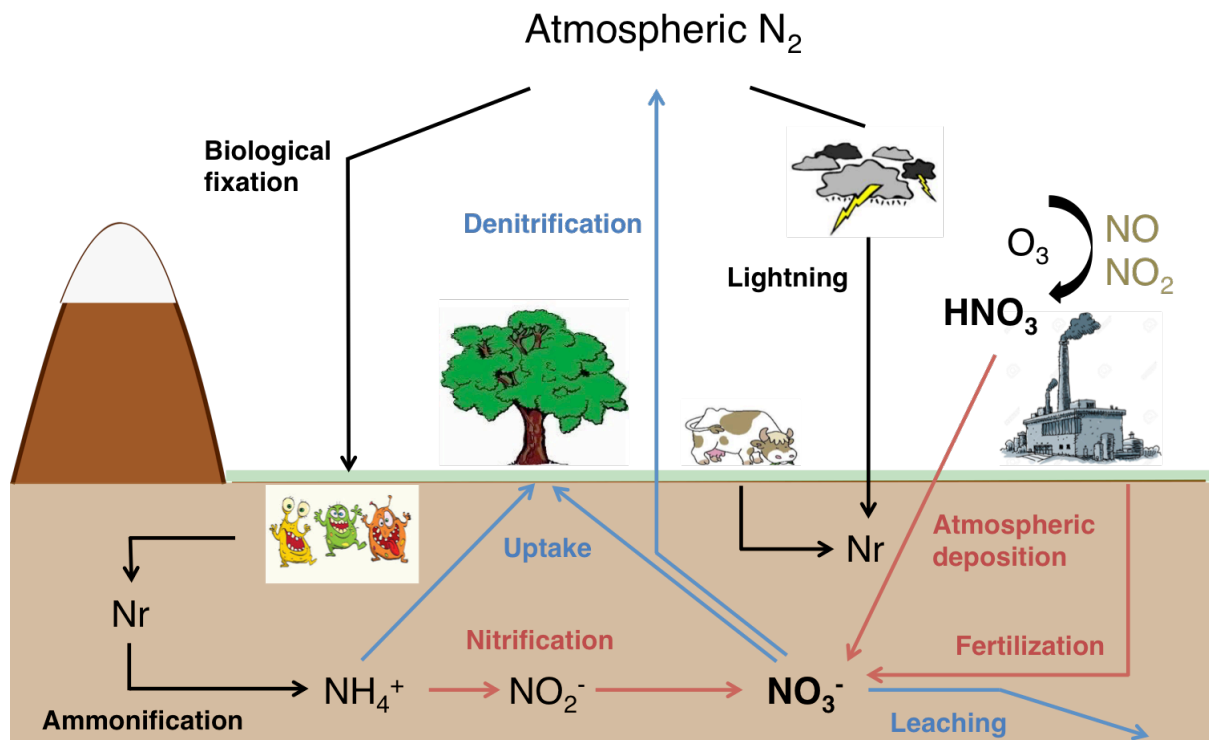 Atmospheric N₂
Biological
fixation
Denitrification
Lightning
O₃
NO
NO₂
HNO₃
Uptake
Nr
Atmospheric
deposition
Nr
Nitrification
Fertilization
NH₄⁺
NO₂⁻
NO₃⁻
Ammonification
Leaching